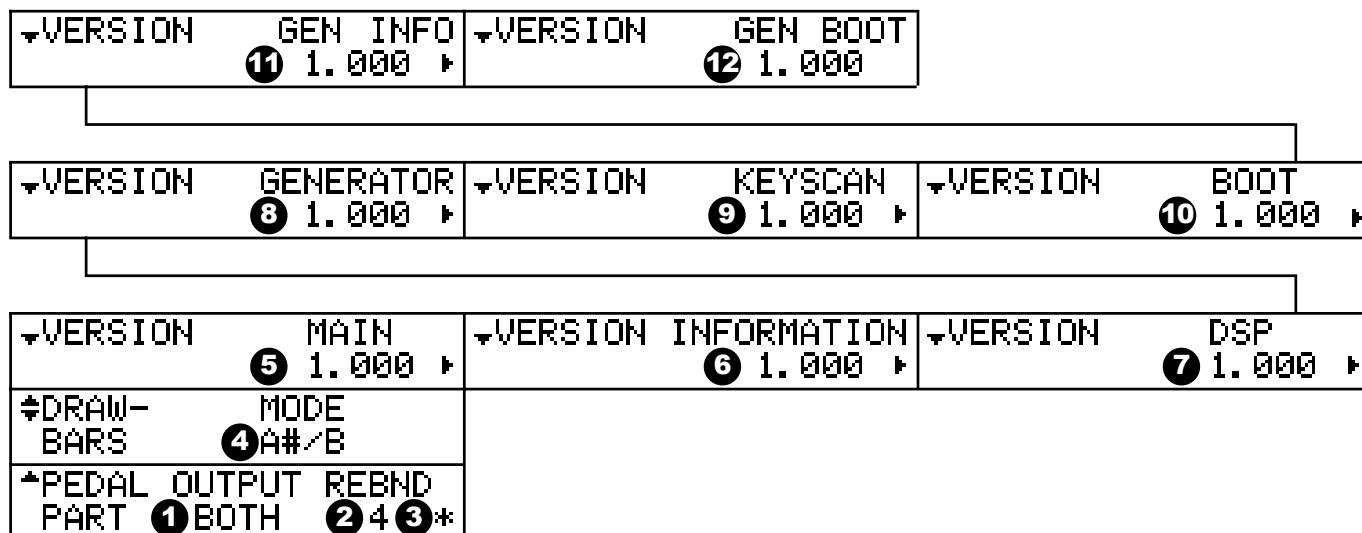 VERSION GEN INFO VERSION GEN BOOT
11 1.000 12 1.000
VERSION GENERATOR VERSION KEYSCAN VERSION BOOT
8 1.000 9 1.000 10 1.000
VERSION MAIN VERSION INFORMATION VERSION DSP
5 1.000 6 1.000 7 1.000
DRAW- MODE
BARS 4 A#/B
PEDAL OUTPUT REBND
PART 1 BOTH 2 4 3 *